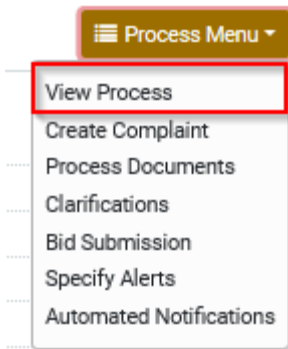 Process Menu
View Process
Create Complaint
Process Documents
Clarifications
Bid Submission
Specify Alerts
Automated Notifications